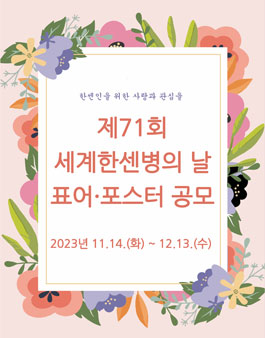 한센인을 위한 사랑과 관심을
제71회
세계한센병의 날
표어·포스터 공모
2023년 11.14.(화) ~ 12.13.(수)